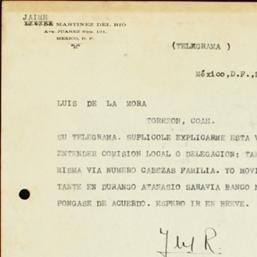 JAIME
MARTINEZ DEL RIO
AVE. JUAREZ NUM. 101.
MEXICO, D. F.
(TELEGRAMA )
México,D.F.,
LUIS DE LA MORA
TORREON, COAH.
SU TELEGRAMA. SUPLICOLE EXPLICARME ESTA V
ENTENDER COMISION LOCAL O DELEGACION; TAM
MISMA VIA NUMERO CABEZAS FAMILIA. YO MOVI
TANTE EN DURANGO ATANASIO SARAVIA BANCO N
PONGASE DE ACUERDO. ESPERO IR EN BREVE.